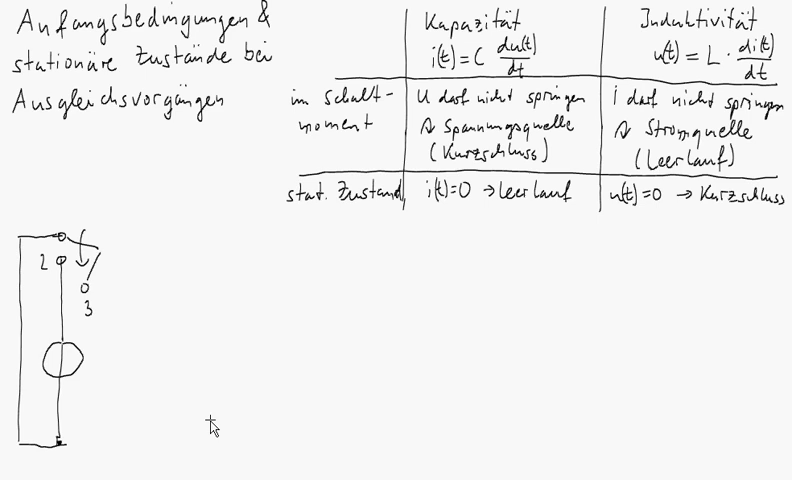 Anfangsbedingungen &
stationäre Zustände bei
Ausgleichsvorgängen
Kapazität
i(t) = C du(t)/dt
Induktivität
u(t) = L · di(t)/dt
im Schalt-
moment
U darf nicht springen
Spannungsquelle
(Kurzschluss)
i darf nicht springen
Stromquelle
(Leerlauf)
stat. Zustand
i(t)=0 → Leerlauf
u(t)=0 → Kurzschluss
2
3